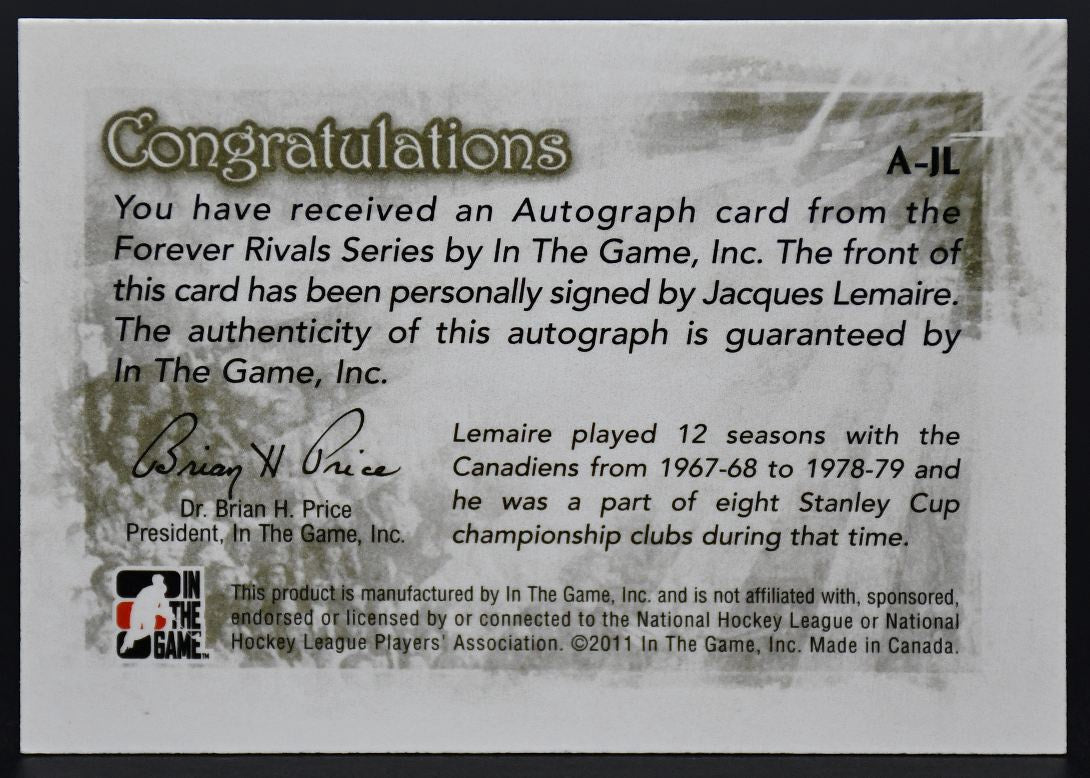 Congratulations
A-JL
You have received an Autograph card from the
Forever Rivals Series by In The Game, Inc. The front of
this card has been personally signed by Jacques Lemaire.
The authenticity of this autograph is guaranteed by
In The Game, Inc.
Brian H Price
Dr. Brian H. Price
President, In The Game, Inc.
Lemaire played 12 seasons with the
Canadiens from 1967-68 to 1978-79 and
he was a part of eight Stanley Cup
championship clubs during that time.
IN
THE
GAME™
This product is manufactured by In The Game, Inc. and is not affiliated with, sponsored,
endorsed or licensed by or connected to the National Hockey League or National
Hockey League Players' Association. ©2011 In The Game, Inc. Made in Canada.